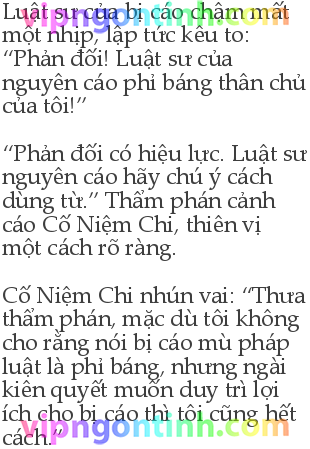 Luật sư của bị cáo chậm mất
vipngontinh.com
một nhịp, lập tức kêu to:
“Phản đối! Luật sư của
nguyên cáo phỉ báng thân chủ
của tôi!”
“Phản đối có hiệu lực. Luật sư
nguyên cáo hãy chú ý cách
dùng từ.” Thẩm phán cảnh
cáo Cố Niệm Chi, thiên vị
một cách rõ ràng.
Cố Niệm Chi nhún vai: “Thưa
thẩm phán, mặc dù tôi không
cho rằng nói bị cáo mù pháp
luật là phỉ báng, nhưng ngài
kiên quyết muốn duy trì lợi
ích cho bị cáo thì tôi cũng hết
vipngontinh.com
cách.”